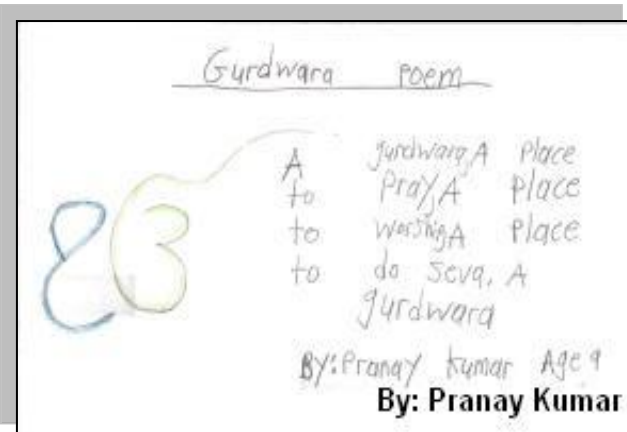 Gurdwara Poem
ੴ
A gurdwara, A Place
to Pray, A Place
to worship, A Place
to do seva, A
gurdwara
By: Pranay kumar Age 9
By: Pranay Kumar